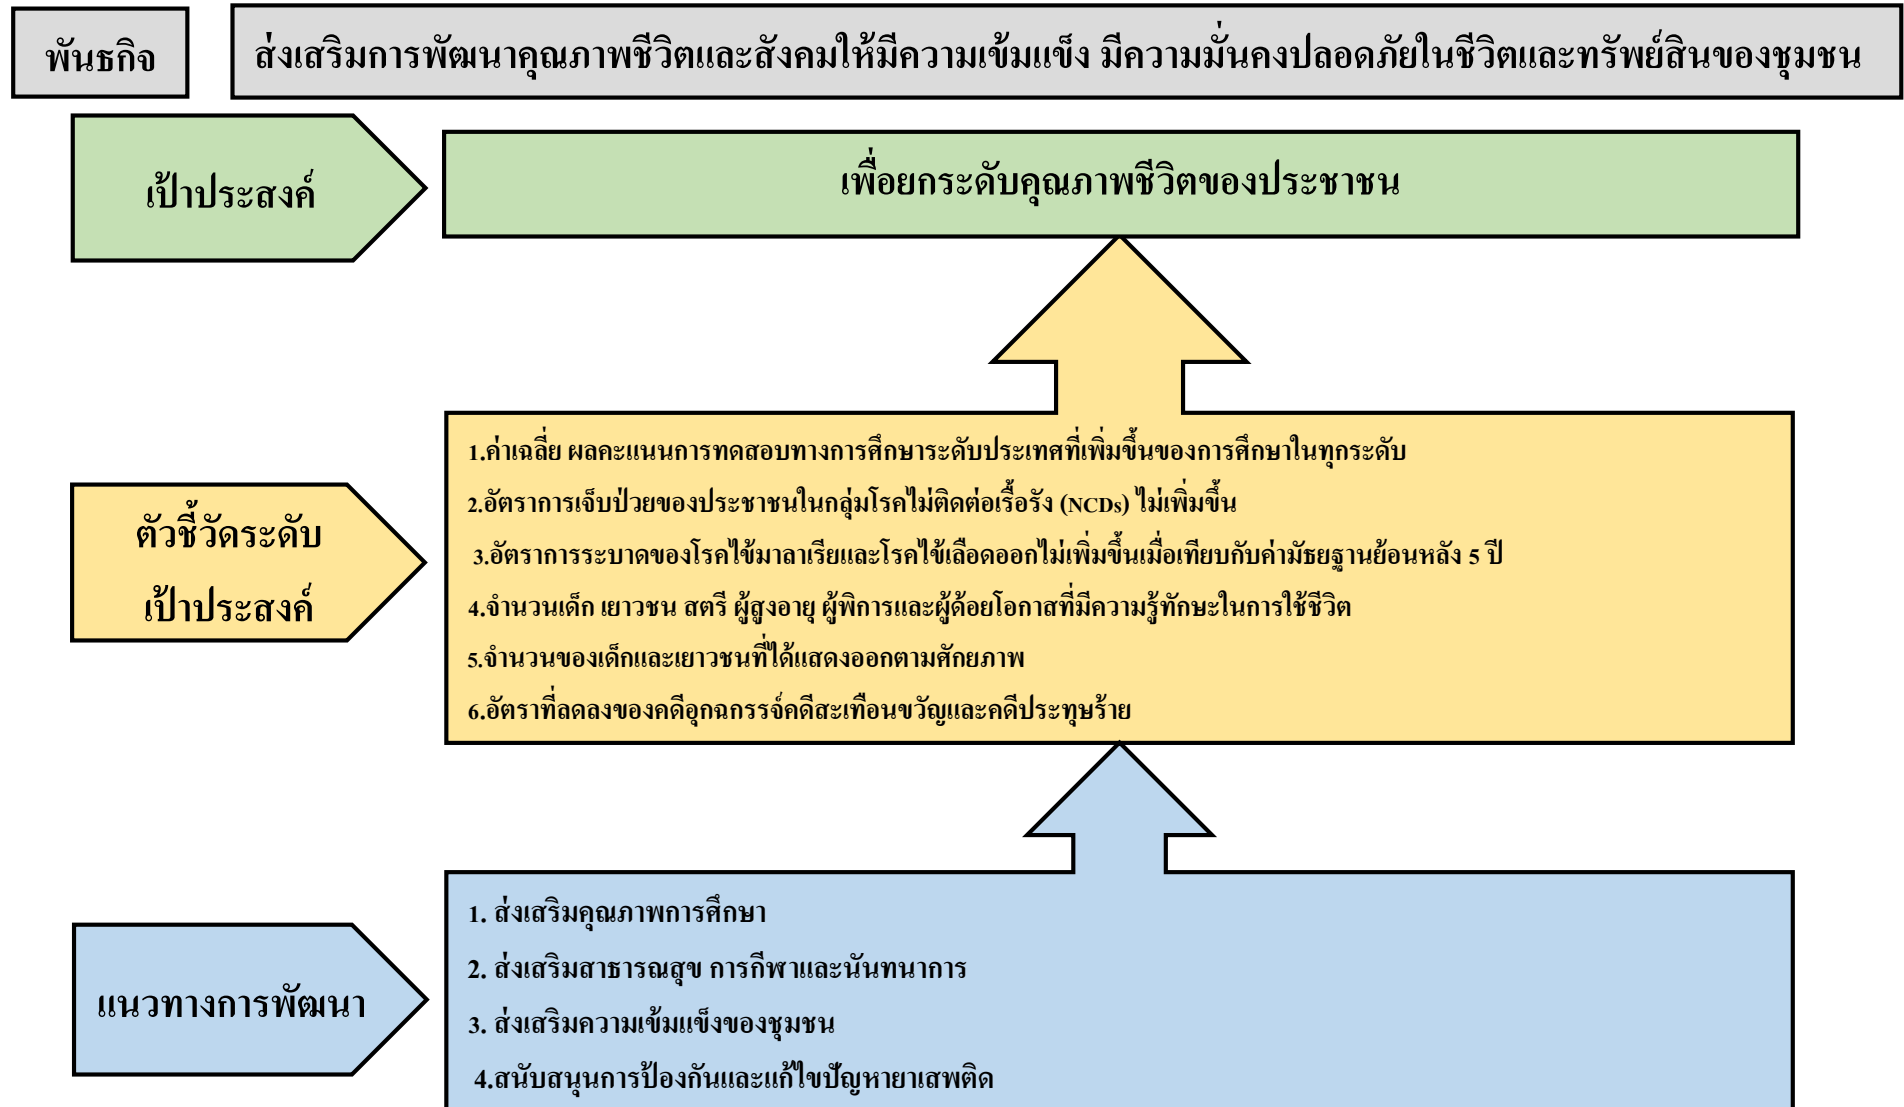 พันธกิจ
ส่งเสริมการพัฒนาคุณภาพชีวิตและสังคมให้มีความเข้มแข็ง มีความมั่นคงปลอดภัยในชีวิตและทรัพย์สินของชุมชน
เป้าประสงค์
เพื่อยกระดับคุณภาพชีวิตของประชาชน
ตัวชี้วัดระดับ
เป้าประสงค์
1.ค่าเฉลี่ย ผลคะแนนการทดสอบทางการศึกษาระดับประเทศที่เพิ่มขึ้นของการศึกษาในทุกระดับ
2.อัตราการเจ็บป่วยของประชาชนในกลุ่มโรคไม่ติดต่อเรื้อรัง (NCDs) ไม่เพิ่มขึ้น
3.อัตราการระบาดของโรคไข้มาลาเรียและโรคไข้เลือดออกไม่เพิ่มขึ้นเมื่อเทียบกับค่ามัธยฐานย้อนหลัง 5 ปี
4.จำนวนเด็ก เยาวชน สตรี ผู้สูงอายุ ผู้พิการและผู้ด้อยโอกาสที่มีความรู้ทักษะในการใช้ชีวิต
5.จำนวนของเด็กและเยาวชนที่ได้แสดงออกตามศักยภาพ
6.อัตราที่ลดลงของคดีอุกฉกรรจ์คดีสะเทือนขวัญและคดีประทุษร้าย
แนวทางการพัฒนา
1. ส่งเสริมคุณภาพการศึกษา
2. ส่งเสริมสาธารณสุข การกีฬาและนันทนาการ
3. ส่งเสริมความเข้มแข็งของชุมชน
4.สนับสนุนการป้องกันและแก้ไขปัญหายาเสพติด